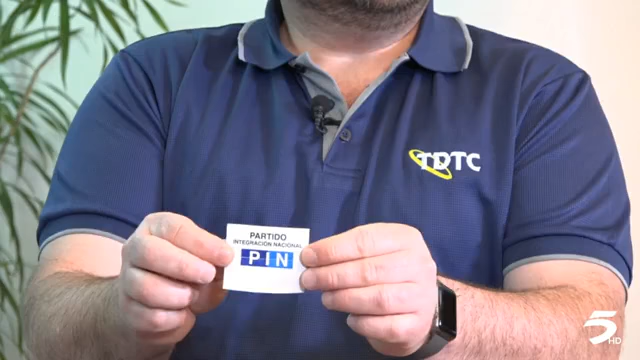 TDTC
PARTIDO
INTEGRACIÓN NACIONAL
PIN
5
HD